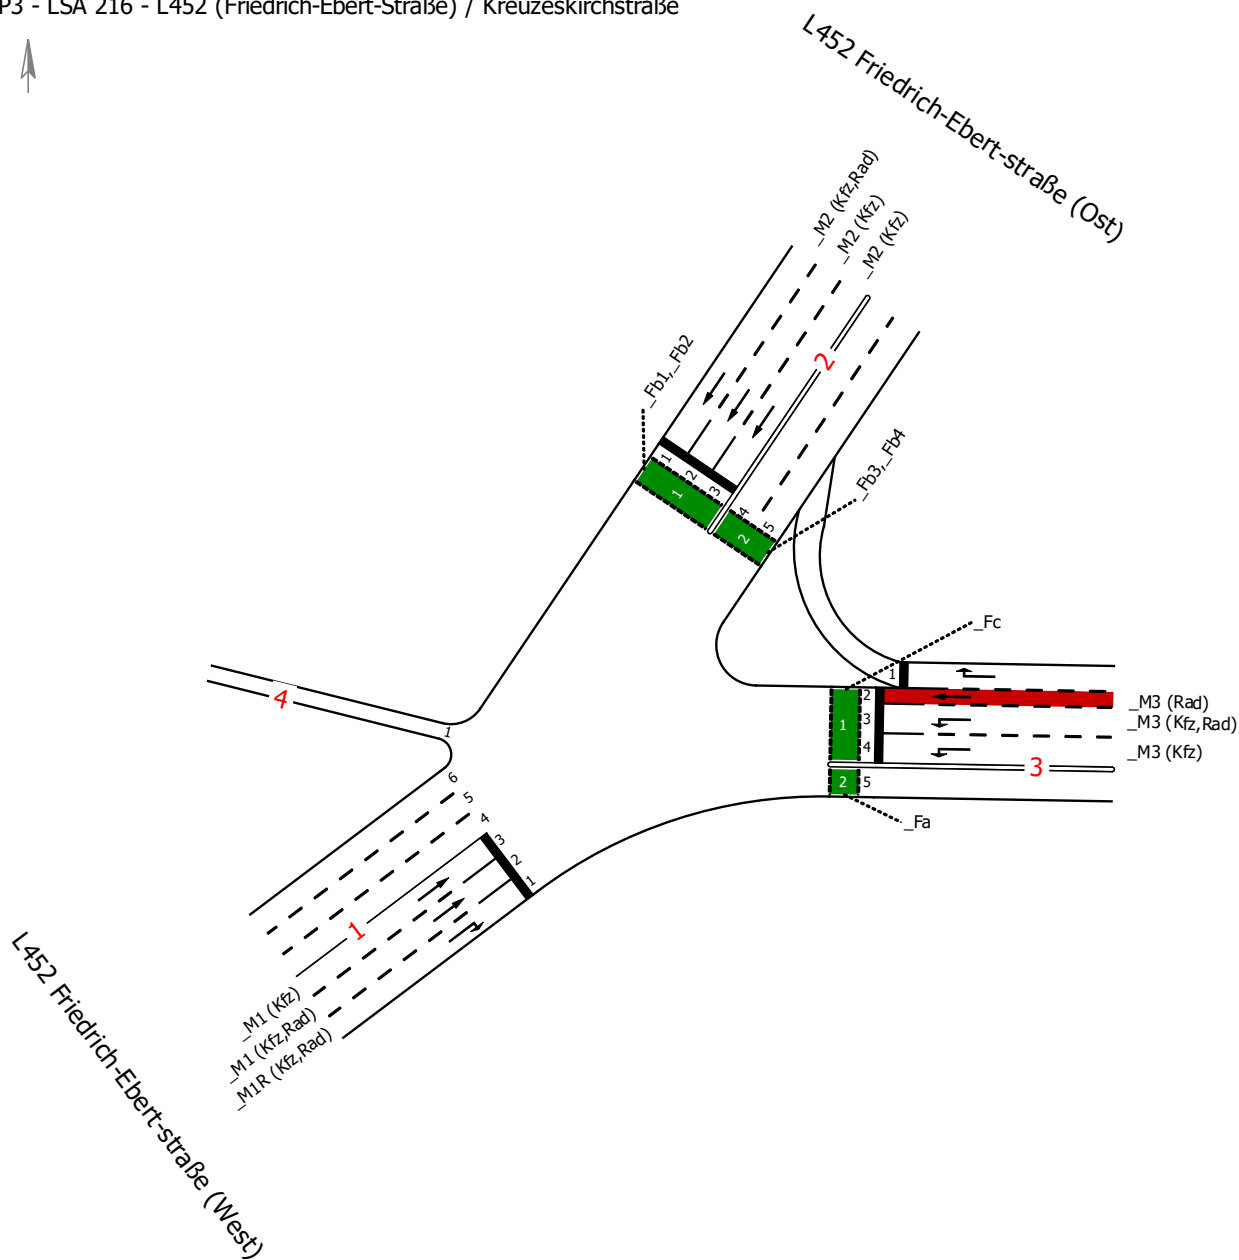 P3 - LSA 216 - L452 (Friedrich-Ebert-Straße) / Kreuzeskirchstraße
L452 Friedrich-Ebert-straße (Ost)
_M2 (Kfz,Rad)
_M2 (Kfz)
_M2 (Kfz)
2
_Fb1,_Fb2
1
2
3
4
5
1
2
_Fb3,_Fb4
_Fc
1
2
3
4
5
1
2
_M3 (Rad)
_M3 (Kfz,Rad)
_M3 (Kfz)
3
_Fa
4
1
6
5
4
3
2
1
1
_M1 (Kfz)
_M1 (Kfz,Rad)
_M1R (Kfz,Rad)
L452 Friedrich-Ebert-straße (West)